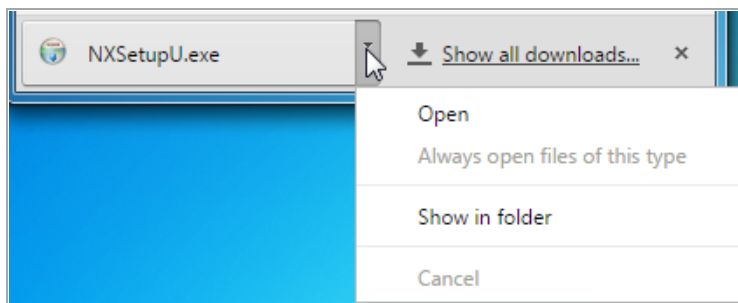 NXSetupU.exe
Show all downloads...
Open
Always open files of this type
Show in folder
Cancel